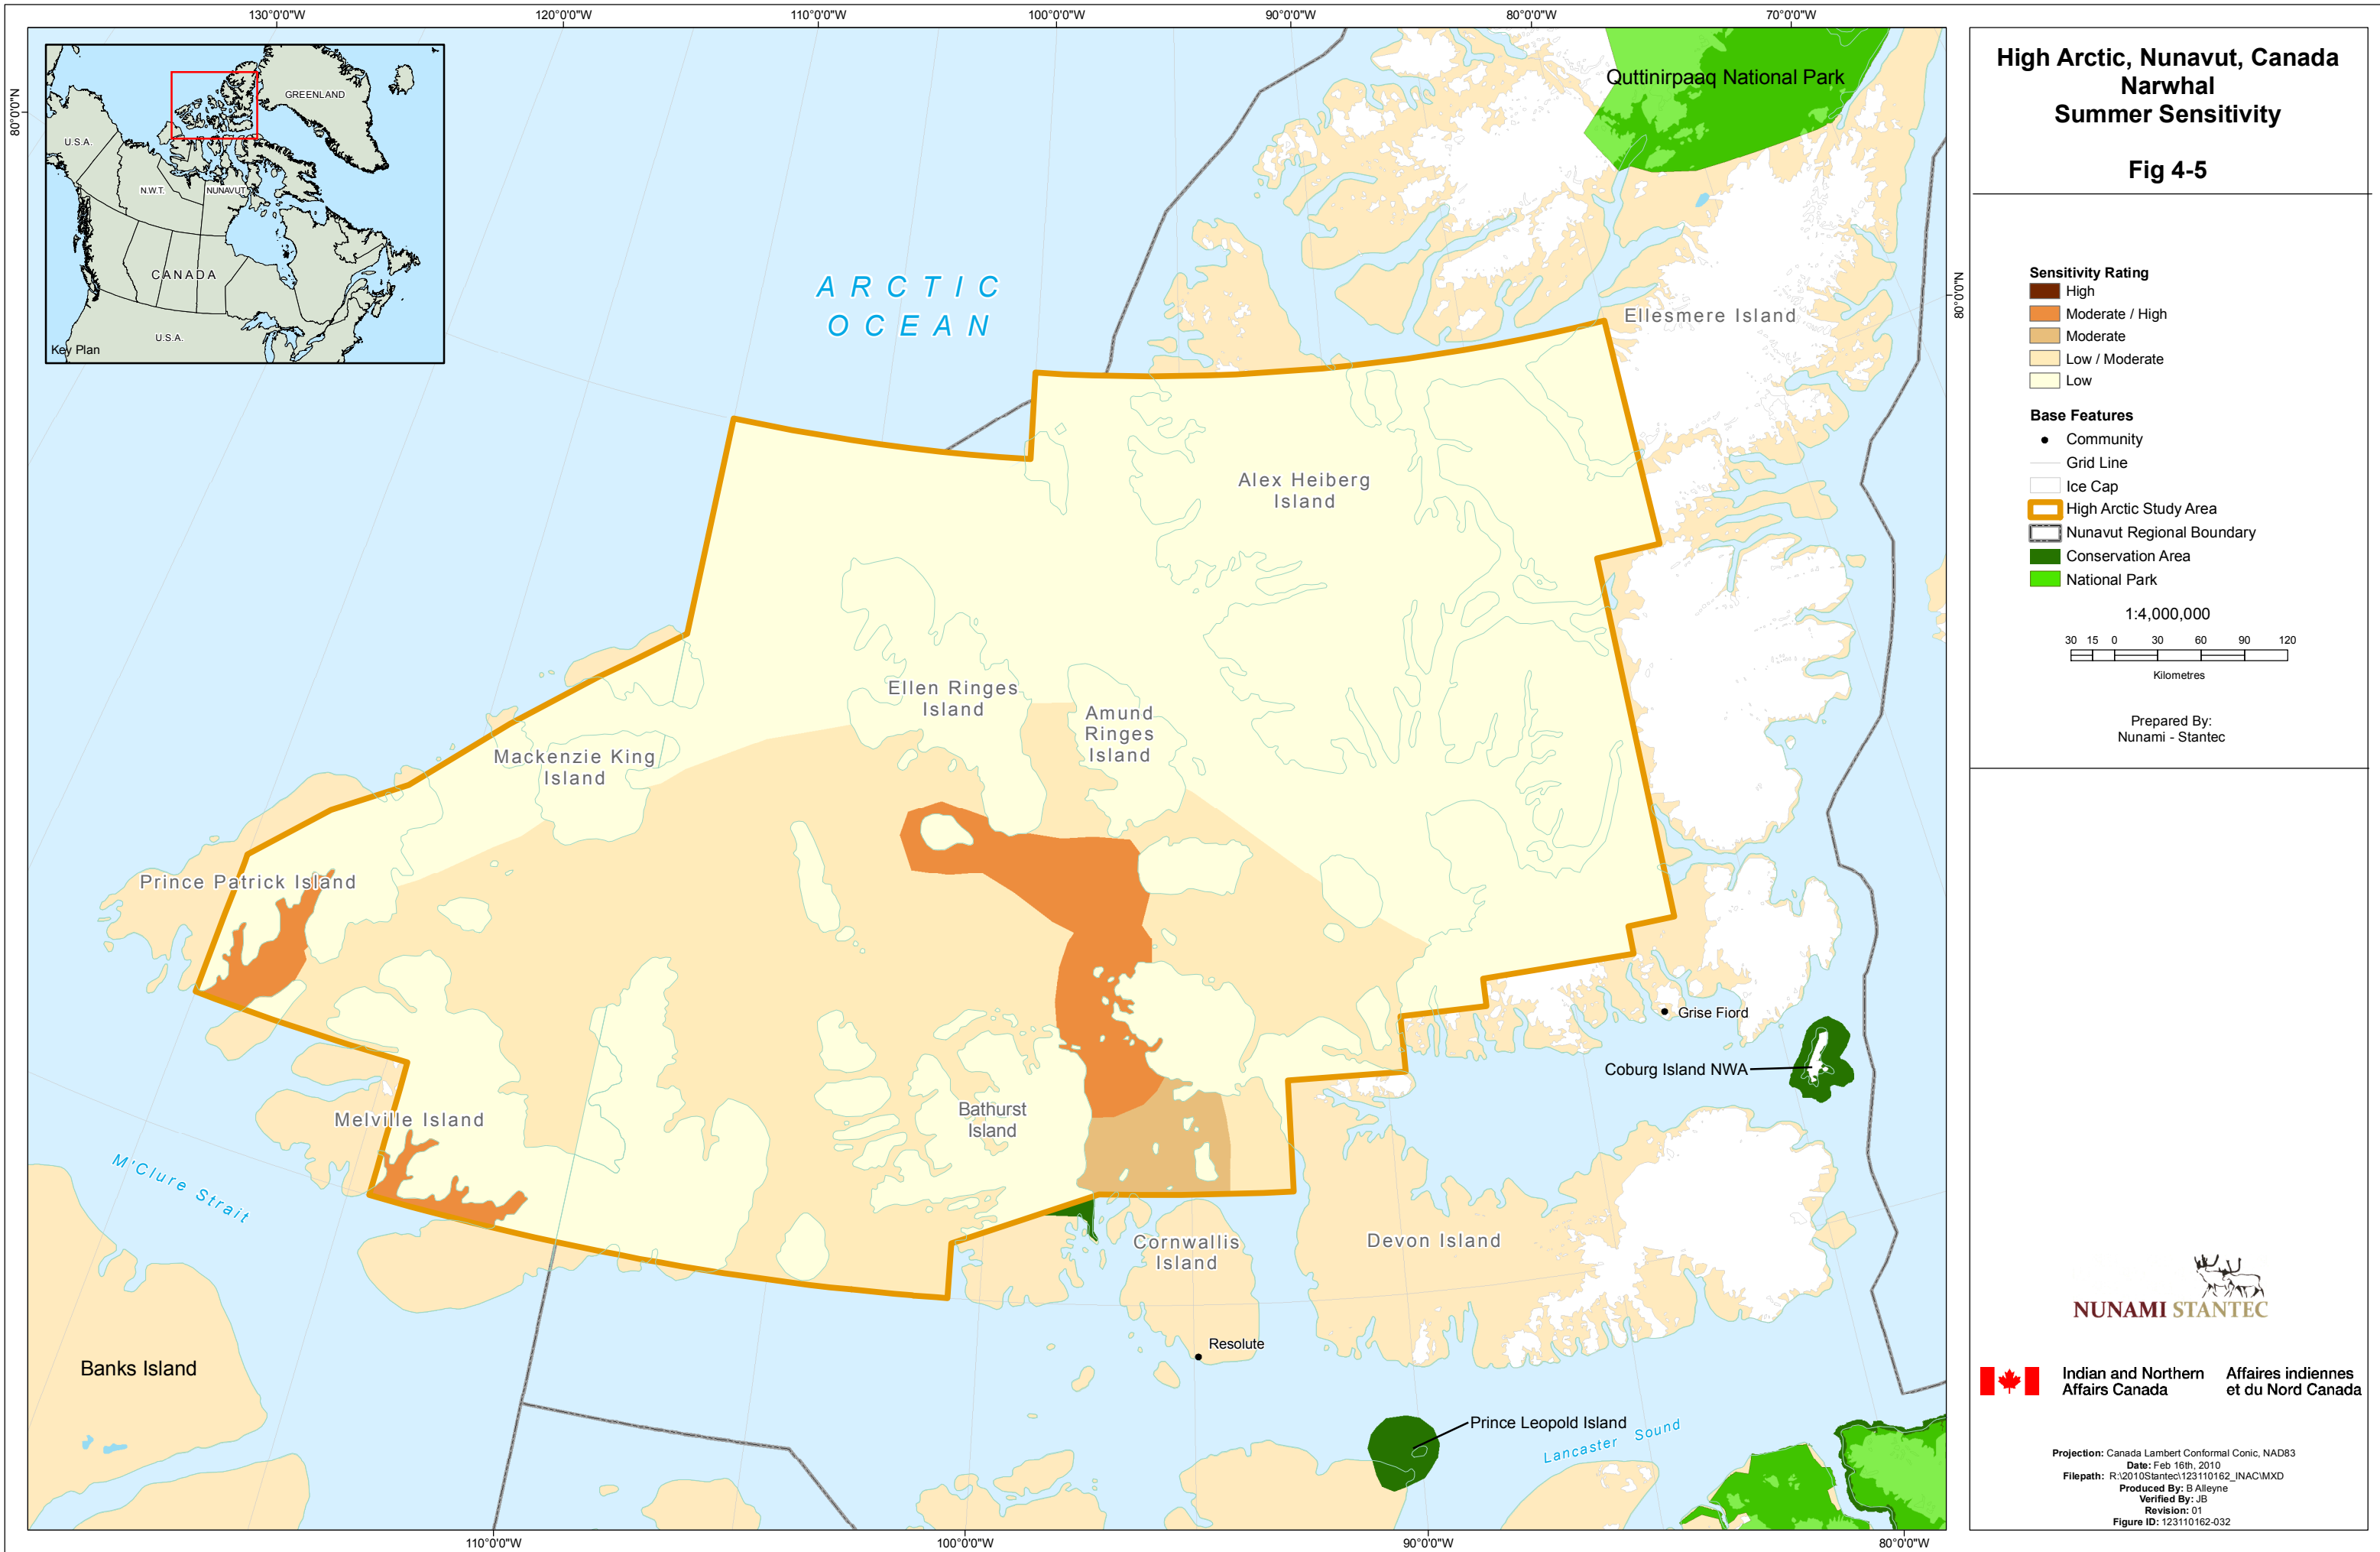 130°0'0"W
120°0'0"W
110°0'0"W
100°0'0"W
90°0'0"W
80°0'0"W
70°0'0"W
80°0'0"N
80°0'0"N
GREENLAND
U.S.A.
N.W.T.
NUNAVUT
CANADA
U.S.A.
Key Plan
ARCTIC
OCEAN
Quttinirpaaq National Park
Ellesmere Island
Alex Heiberg
Island
Ellen Ringes
Island
Amund
Ringes
Island
Mackenzie King
Island
Prince Patrick Island
Grise Fiord
Coburg Island NWA
Melville Island
Bathurst
Island
M'Clure Strait
Cornwallis
Island
Devon Island
Resolute
Banks Island
Prince Leopold Island
Lancaster Sound
110°0'0"W
100°0'0"W
90°0'0"W
80°0'0"W
High Arctic, Nunavut, Canada
Narwhal
Summer Sensitivity
Fig 4-5
Sensitivity Rating
High
Moderate / High
Moderate
Low / Moderate
Low
Base Features
Community
Grid Line
Ice Cap
High Arctic Study Area
Nunavut Regional Boundary
Conservation Area
National Park
1:4,000,000
30 15 0 30 60 90 120
Kilometres
Prepared By:
Nunami - Stantec
NUNAMI STANTEC
Indian and Northern
Affairs Canada
Affaires indiennes
et du Nord Canada
Projection: Canada Lambert Conformal Conic, NAD83
Date: Feb 16th, 2010
Filepath: R:\2010Stantec\123110162_INAC\MXD
Produced By: B Alleyne
Verified By: JB
Revision: 01
Figure ID: 123110162-032